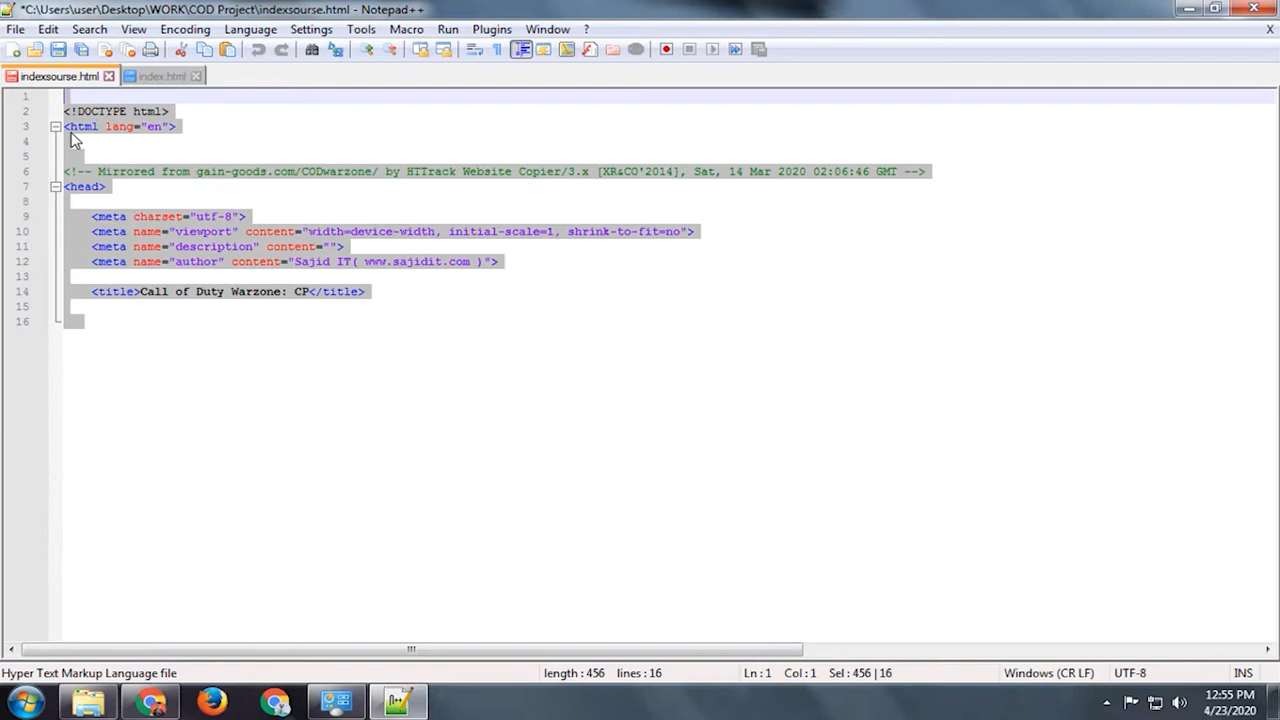 *C:\Users\user\Desktop\WORK\COD Project\indexsourse.html - Notepad++
File Edit Search View Encoding Language Settings Tools Macro Run Plugins Window ? X
indexsourse.html index.html
1
2 <!DOCTYPE html>
3 <html lang="en">
4
5
6 <!-- Mirrored from gain-goods.com/CODwarzone/ by HTTrack Website Copier/3.x [XR&CO'2014], Sat, 14 Mar 2020 02:06:46 GMT -->
7 <head>
8
9 <meta charset="utf-8">
10 <meta name="viewport" content="width=device-width, initial-scale=1, shrink-to-fit=no">
11 <meta name="description" content="">
12 <meta name="author" content="Sajid IT( www.sajidit.com )">
13
14 <title>Call of Duty Warzone: CP</title>
15
16
Hyper Text Markup Language file length : 456 lines : 16 Ln : 1 Col : 1 Sel : 456 | 16 Windows (CR LF) UTF-8 INS
12:55 PM
4/23/2020